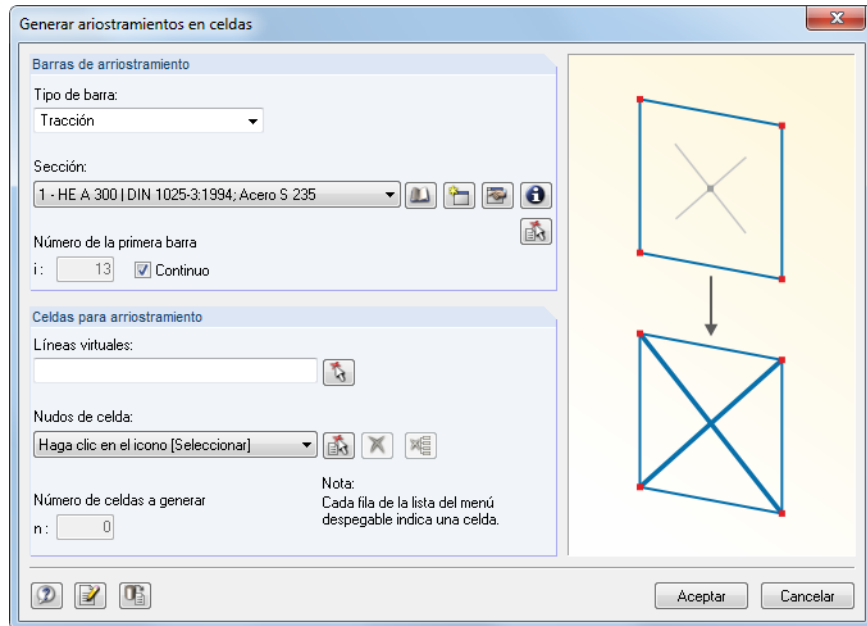 Generar ariostramientos en celdas
Barras de arriostramiento
Tipo de barra:
Tracción
Sección:
1 - HE A 300 | DIN 1025-3:1994; Acero S 235
Número de la primera barra
i: 13 Continuo
Celdas para arriostramiento
Líneas virtuales:
Nudos de celda:
Haga clic en el icono [Seleccionar]
Número de celdas a generar
n: 0
Nota:
Cada fila de la lista del menú
despegable indica una celda.
Aceptar Cancelar